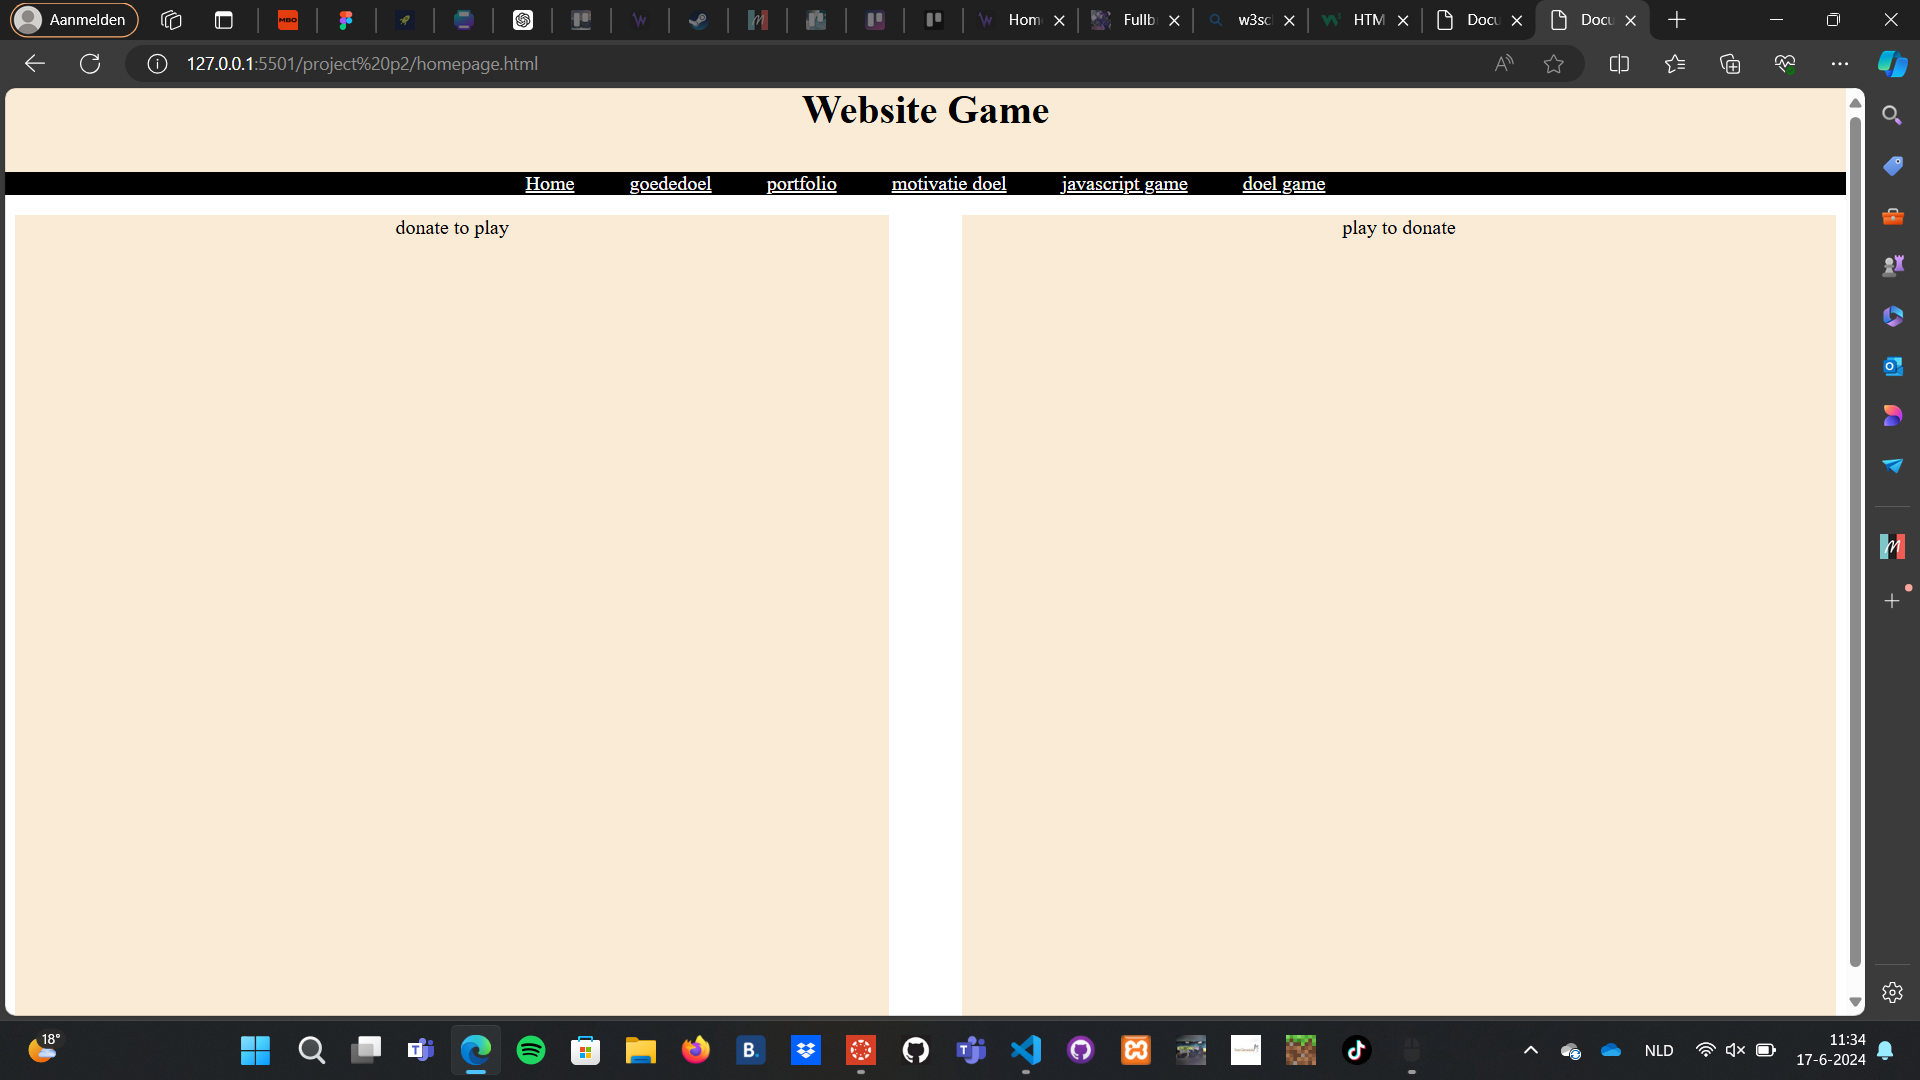 Aanmelden
MBO
Hom
Fullb
w3sc
HTM
Docu
Docu
127.0.0.1:5501/project%20p2/homepage.html
Website Game
Home goededoel portfolio motivatie doel javascript game doel game
donate to play
play to donate
18°
B.
NLD
11:34
17-6-2024